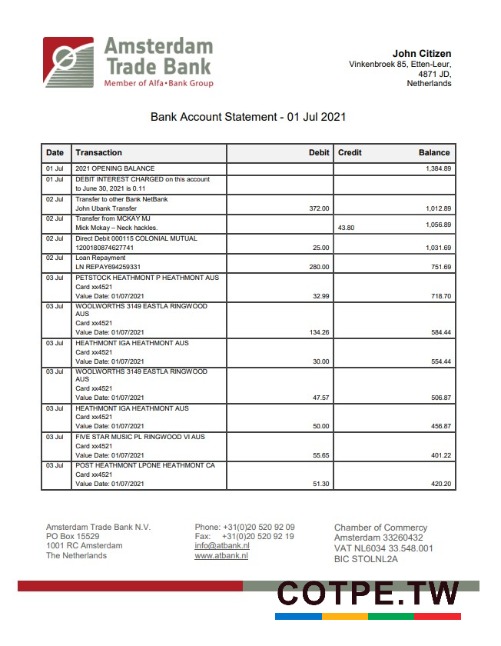 Amsterdam
Trade Bank
Member of Alfa•Bank Group
John Citizen
Vinkenbroek 85, Etten-Leur,
4871 JD,
Netherlands
Bank Account Statement - 01 Jul 2021
Date Transaction Debit Credit Balance
01 Jul 2021 OPENING BALANCE 1,384.89
01 Jul DEBIT INTEREST CHARGED on this account
to June 30, 2021 is 0.11
02 Jul Transfer to other Bank NetBank
John Ubank Transfer 372.00 1,012.89
02 Jul Transfer from MCKAY MJ
Mick Mckay – Neck hackles. 43.80 1,056.89
02 Jul Direct Debit 000115 COLONIAL MUTUAL
1200180874627741 25.00 1,031.69
02 Jul Loan Repayment
LN REPAY694259331 280.00 751.69
03 Jul PETSTOCK HEATHMONT P HEATHMONT AUS
Card xx4521
Value Date: 01/07/2021 32.99 718.70
03 Jul WOOLWORTHS 3149 EASTLA RINGWOOD
AUS
Card xx4521
Value Date: 01/07/2021 134.26 584.44
03 Jul HEATHMONT IGA HEATHMONT AUS
Card xx4521
Value Date: 01/07/2021 30.00 554.44
03 Jul WOOLWORTHS 3149 EASTLA RINGWOOD
AUS
Card xx4521
Value Date: 01/07/2021 47.57 506.87
03 Jul HEATHMONT IGA HEATHMONT AUS
Card xx4521
Value Date: 01/07/2021 50.00 456.87
03 Jul FIVE STAR MUSIC PL RINGWOOD VI AUS
Card xx4521
Value Date: 01/07/2021 55.65 401.22
03 Jul POST HEATHMONT LPONE HEATHMONT CA
Card xx4521
Value Date: 01/07/2021 51.30 420.20
Amsterdam Trade Bank N.V.
PO Box 15529
1001 RC Amsterdam
The Netherlands
Phone: +31(0)20 520 92 09
Fax: +31(0)20 520 92 19
info@atbank.nl
www.atbank.nl
Chamber of Commercy
Amsterdam 33260432
VAT NL6034 33.548.001
BIC STOLNL2A
COTPE.TW